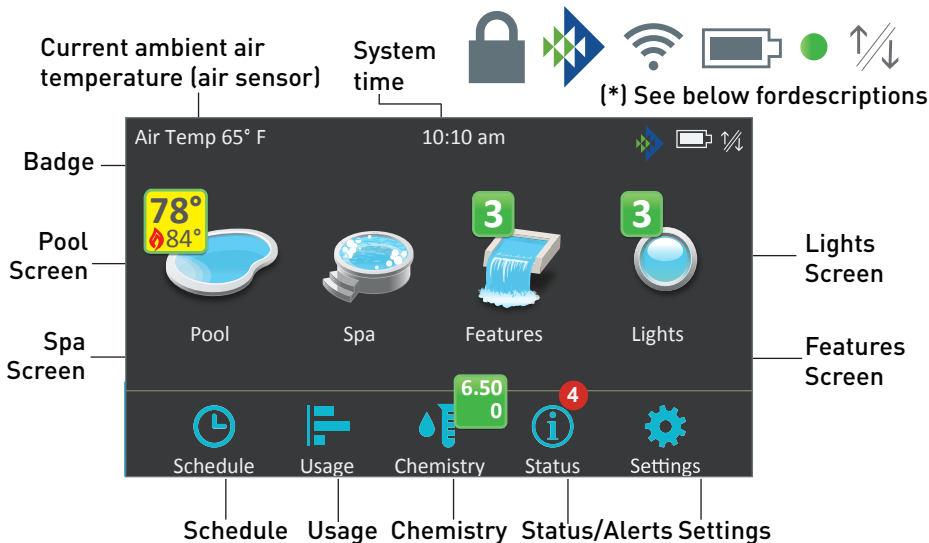 Current ambient air
temperature (air sensor)
System
time
(*) See below fordescriptions
Air Temp 65° F
10:10 am
Badge
78°
84°
3
3
Pool
Screen
Lights
Screen
Pool
Spa
Features
Lights
Spa
Screen
Features
Screen
6.50
0
4
Schedule
Usage
Chemistry
Status
Settings
Schedule Usage Chemistry Status/Alerts Settings